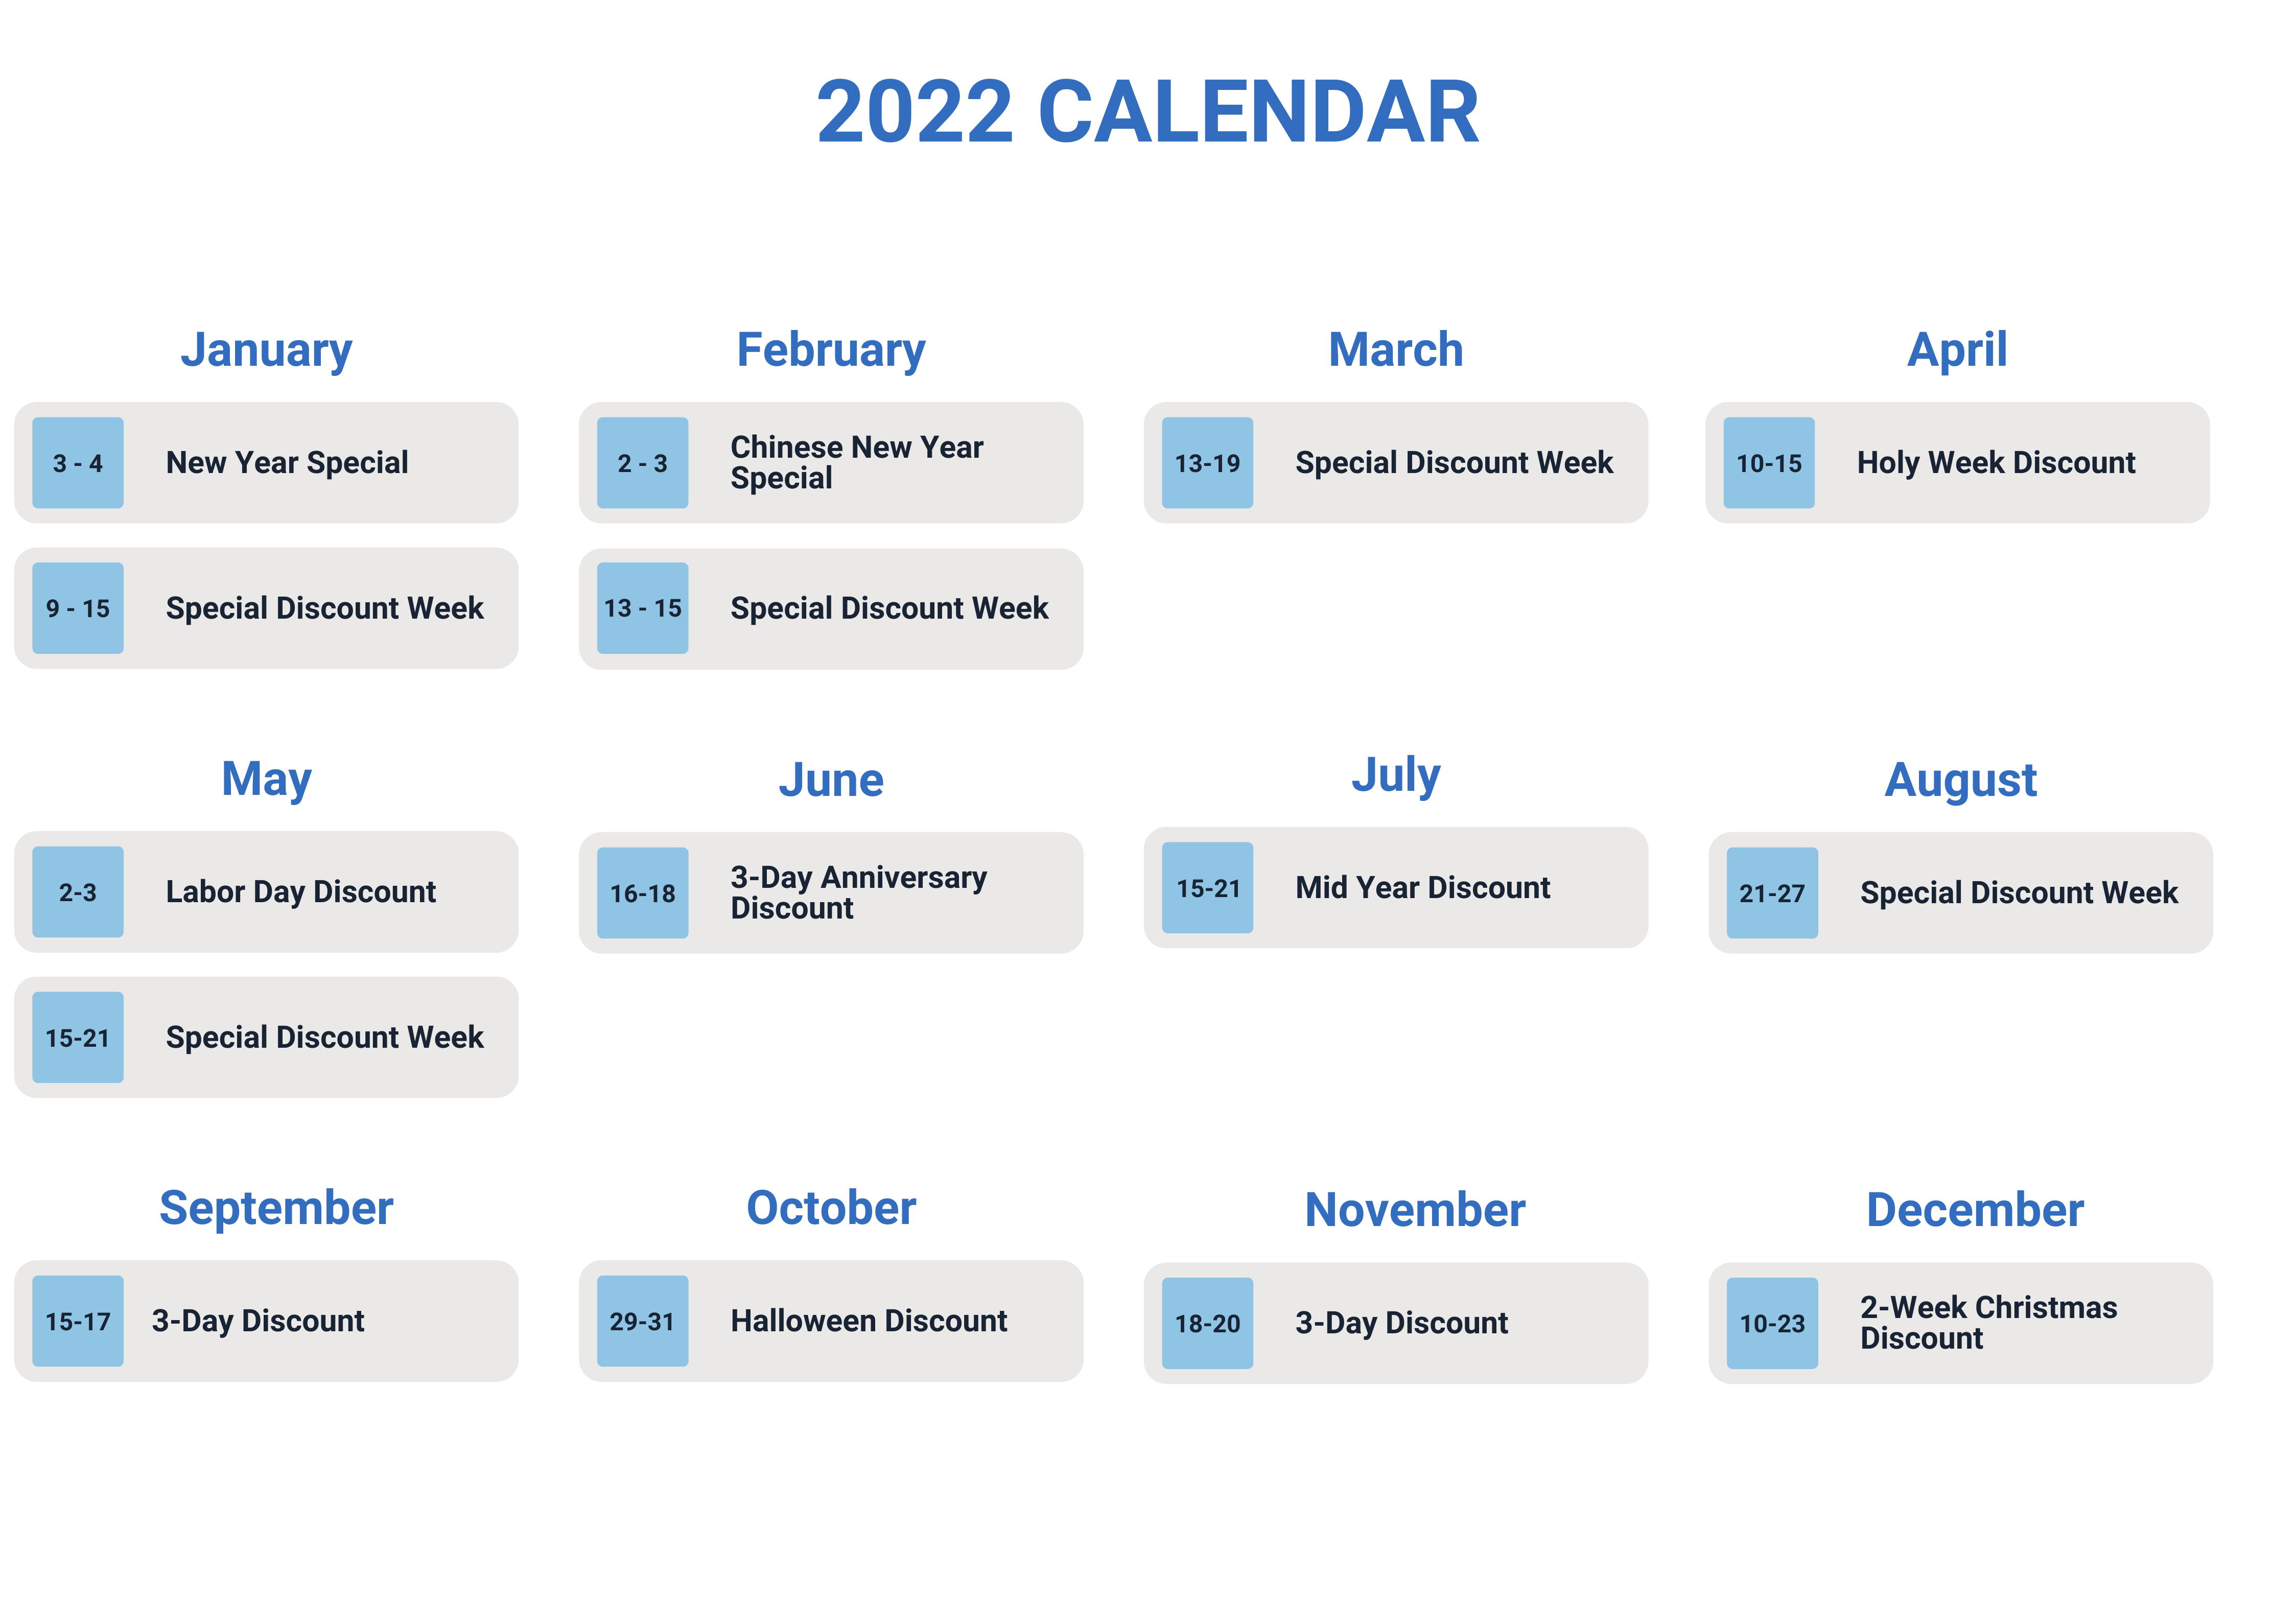 2022 CALENDAR
January
3 - 4
New Year Special
9 - 15
Special Discount Week
February
2 - 3
Chinese New Year
Special
13 - 15
Special Discount Week
March
13-19
Special Discount Week
April
10-15
Holy Week Discount
May
2-3
Labor Day Discount
15-21
Special Discount Week
June
16-18
3-Day Anniversary
Discount
July
15-21
Mid Year Discount
August
21-27
Special Discount Week
September
15-17
3-Day Discount
October
29-31
Halloween Discount
November
18-20
3-Day Discount
December
10-23
2-Week Christmas
Discount